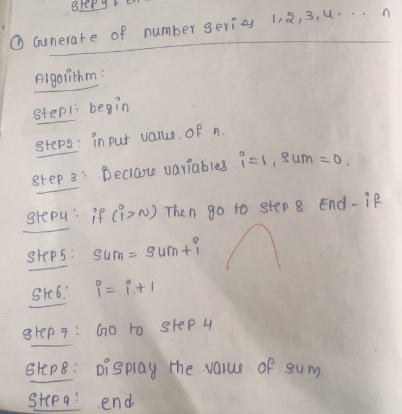 Step
① Generate of number series 1,2,3,4... n
Algorithm:
Step1: begin
Step2: input value. of n.
Step 3: Declare variables i=1, sum =0.
Step4: if (i>N) Then go to step 8 End-if
Step5: sum = sum+i
Ste6: i = i+1
Step 7: Go to step 4
Step8: Display the value of sum
Step9: end